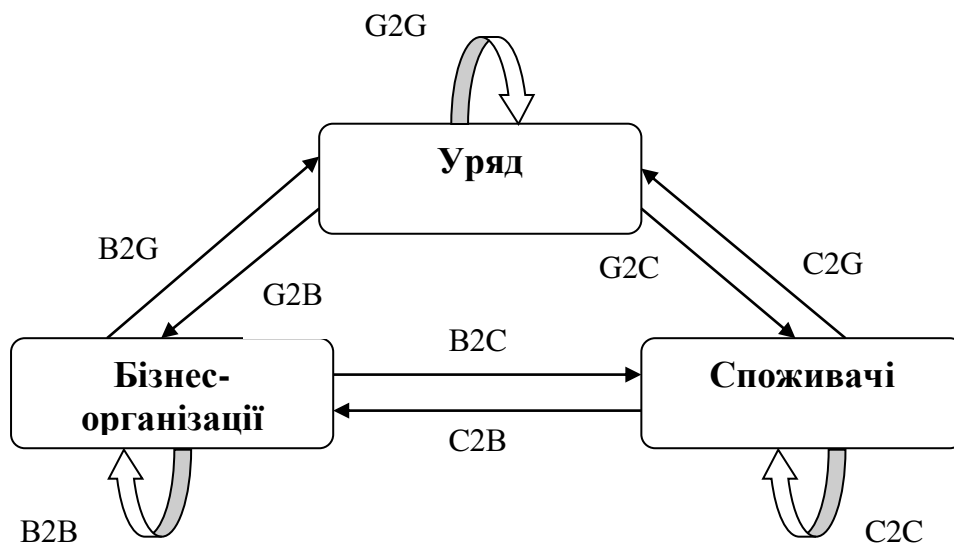 G2G
Уряд
B2G
G2B
G2C
C2G
Бізнес-
організації
B2C
C2B
Споживачі
B2B
C2C